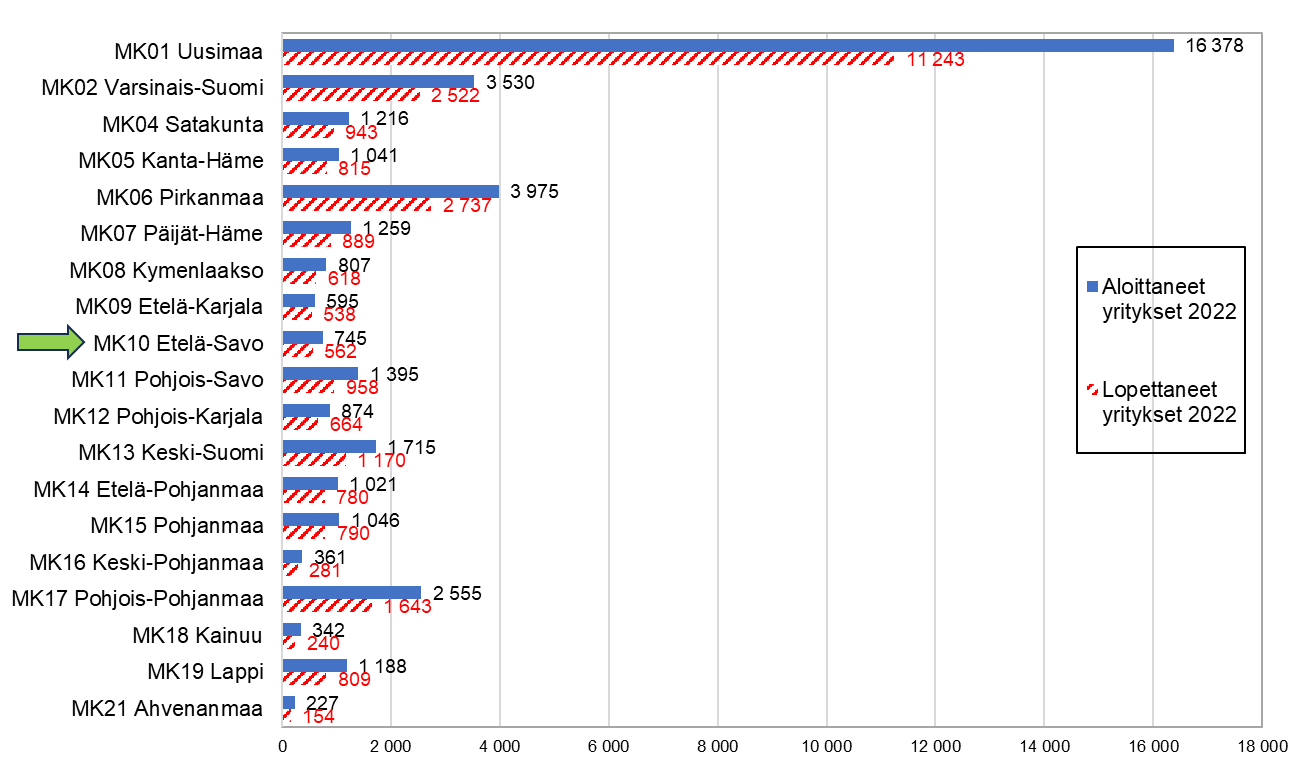 MK01 Uusimaa
16 378
11 243
MK02 Varsinais-Suomi
3 530
2 522
MK04 Satakunta
1 216
943
MK05 Kanta-Häme
1 041
815
MK06 Pirkanmaa
3 975
2 737
MK07 Päijät-Häme
1 259
889
MK08 Kymenlaakso
807
618
MK09 Etelä-Karjala
595
538
MK10 Etelä-Savo
745
562
MK11 Pohjois-Savo
1 395
958
MK12 Pohjois-Karjala
874
664
MK13 Keski-Suomi
1 715
1 170
MK14 Etelä-Pohjanmaa
1 021
780
MK15 Pohjanmaa
1 046
790
MK16 Keski-Pohjanmaa
361
281
MK17 Pohjois-Pohjanmaa
2 555
1 643
MK18 Kainuu
342
240
MK19 Lappi
1 188
809
MK21 Ahvenanmaa
227
154
0 2 000 4 000 6 000 8 000 10 000 12 000 14 000 16 000 18 000
Aloittaneet
yritykset 2022
Lopettaneet
yritykset 2022